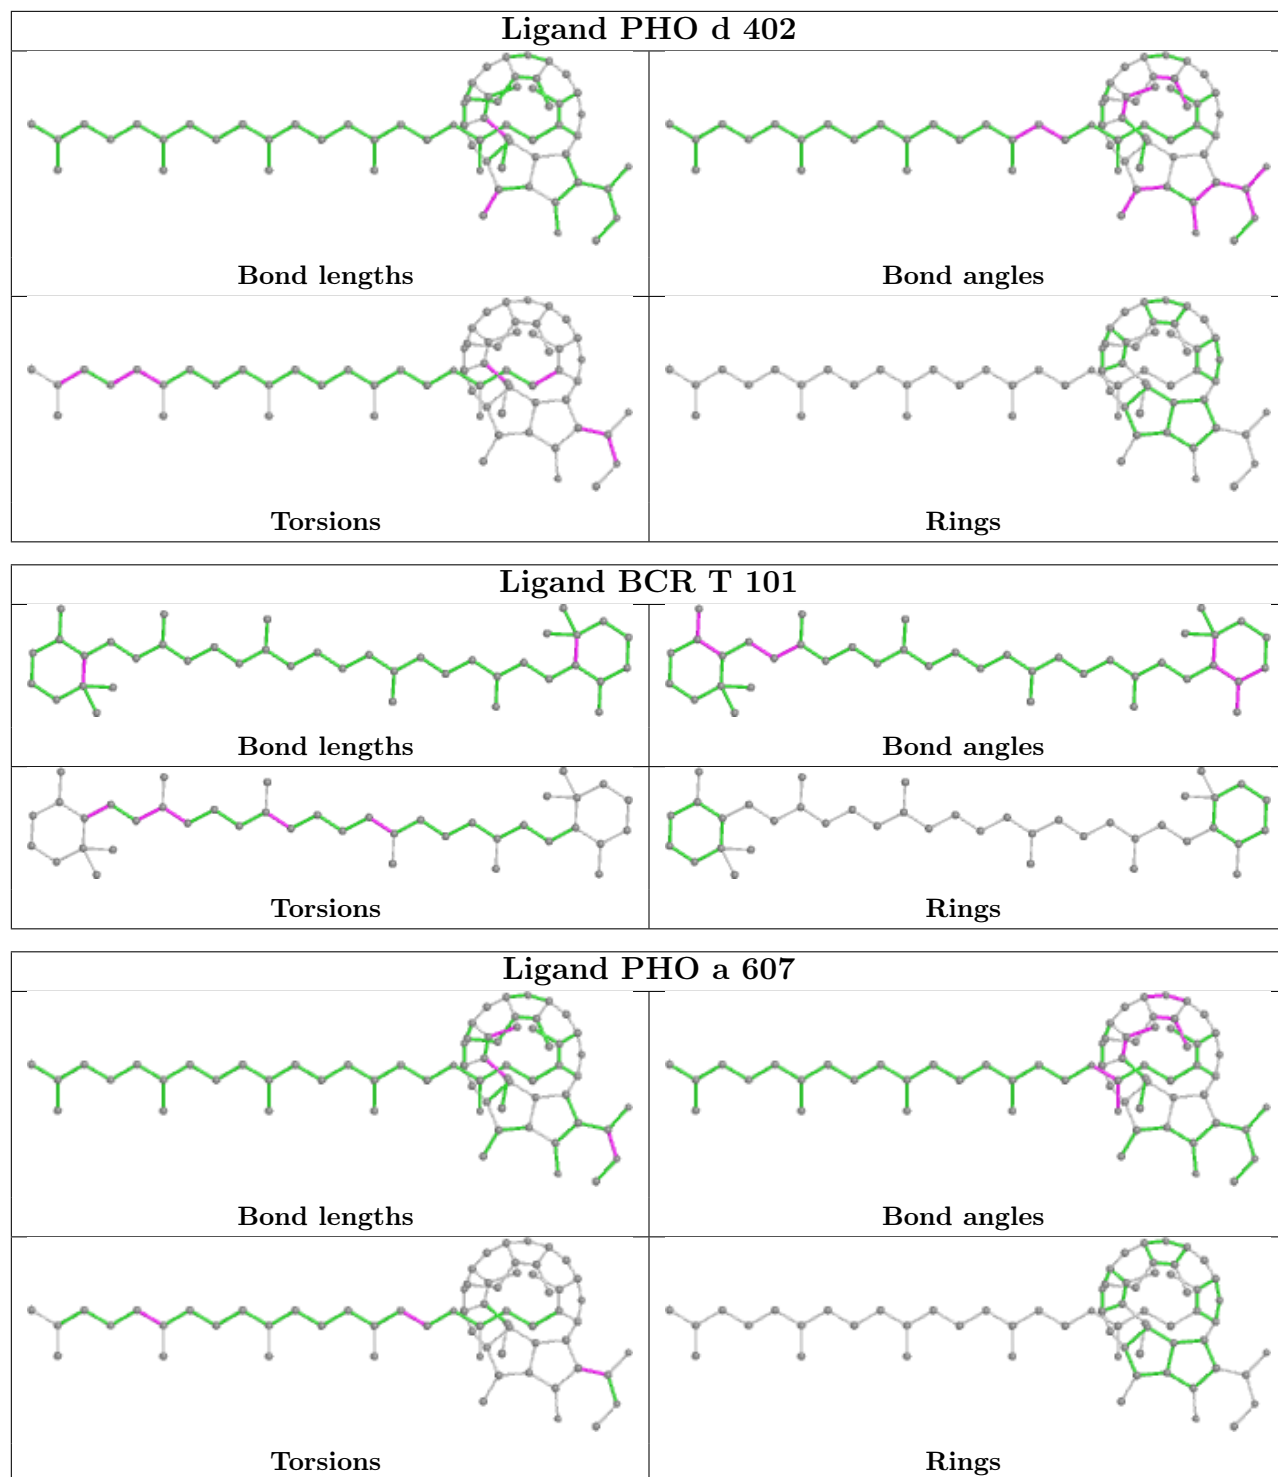 Ligand PHO d 402
Bond lengths
Bond angles
Torsions
Rings
Ligand BCR T 101
Bond lengths
Bond angles
Torsions
Rings
Ligand PHO a 607
Bond lengths
Bond angles
Torsions
Rings